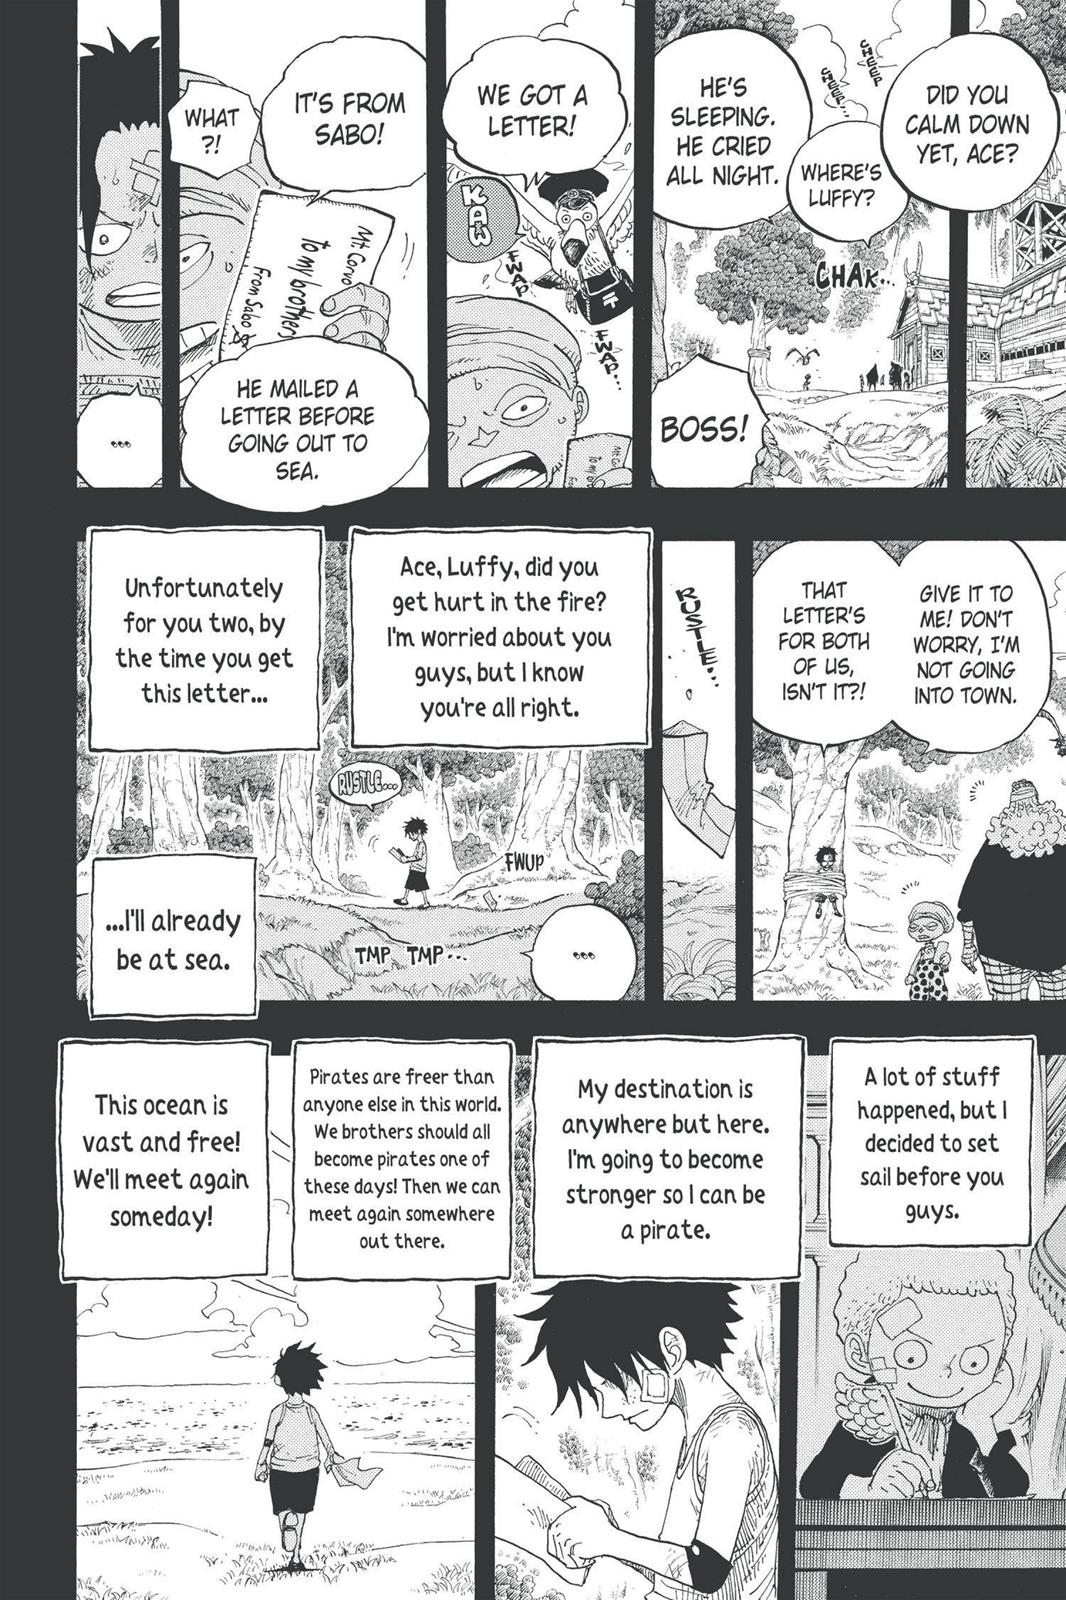 DID YOU
CALM DOWN
YET, ACE?
WHERE'S
LUFFY?
CHEEP
CHEEP...
HE'S
SLEEPING.
HE CRIED
ALL NIGHT.
CHAK...
BOSS!
WE GOT A
LETTER!
KAW
FWAP
FWAP...
Mt. Co
To my
IT'S FROM
SABO!
Mt. Corvo
To my brothers
From Sabo
HE MAILED A
LETTER BEFORE
GOING OUT TO
SEA.
WHAT
?!
...
GIVE IT TO
ME! DON'T
WORRY, I'M
NOT GOING
INTO TOWN.
THAT
LETTER'S
FOR BOTH
OF US,
ISN'T IT?!
RUSTLE...
Ace, Luffy, did you
get hurt in the fire?
I'm worried about you
guys, but I know
you're all right.
Unfortunately
for you two, by
the time you get
this letter...
RUSTLE...
FWUP
TMP TMP...
...
...I'll already
be at sea.
A lot of stuff
happened, but I
decided to set
sail before you
guys.
My destination is
anywhere but here.
I'm going to become
stronger so I can be
a pirate.
Pirates are freer than
anyone else in this world.
We brothers should all
become pirates one of
these days! Then we can
meet again somewhere
out there.
This ocean is
vast and free!
We'll meet again
someday!